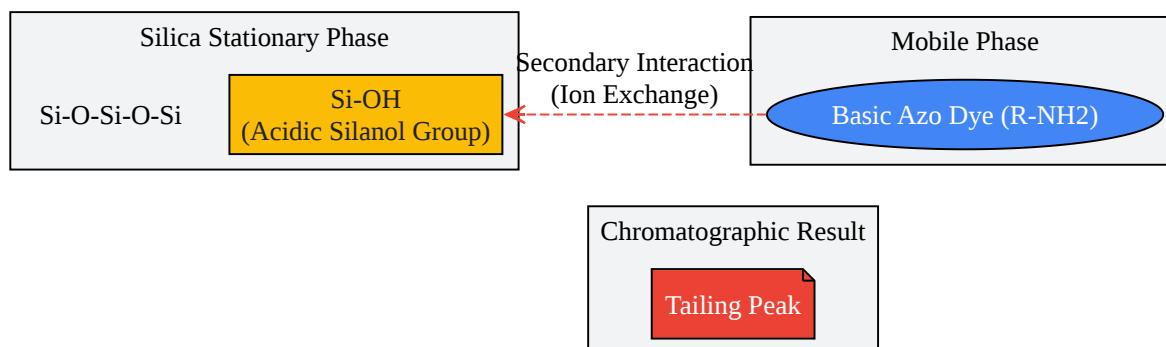 Silica Stationary Phase
Si-O-Si-O-Si
Si-OH
(Acidic Silanol Group)
Secondary Interaction
(Ion Exchange)
Mobile Phase
Basic Azo Dye (R-NH2)
Chromatographic Result
Tailing Peak